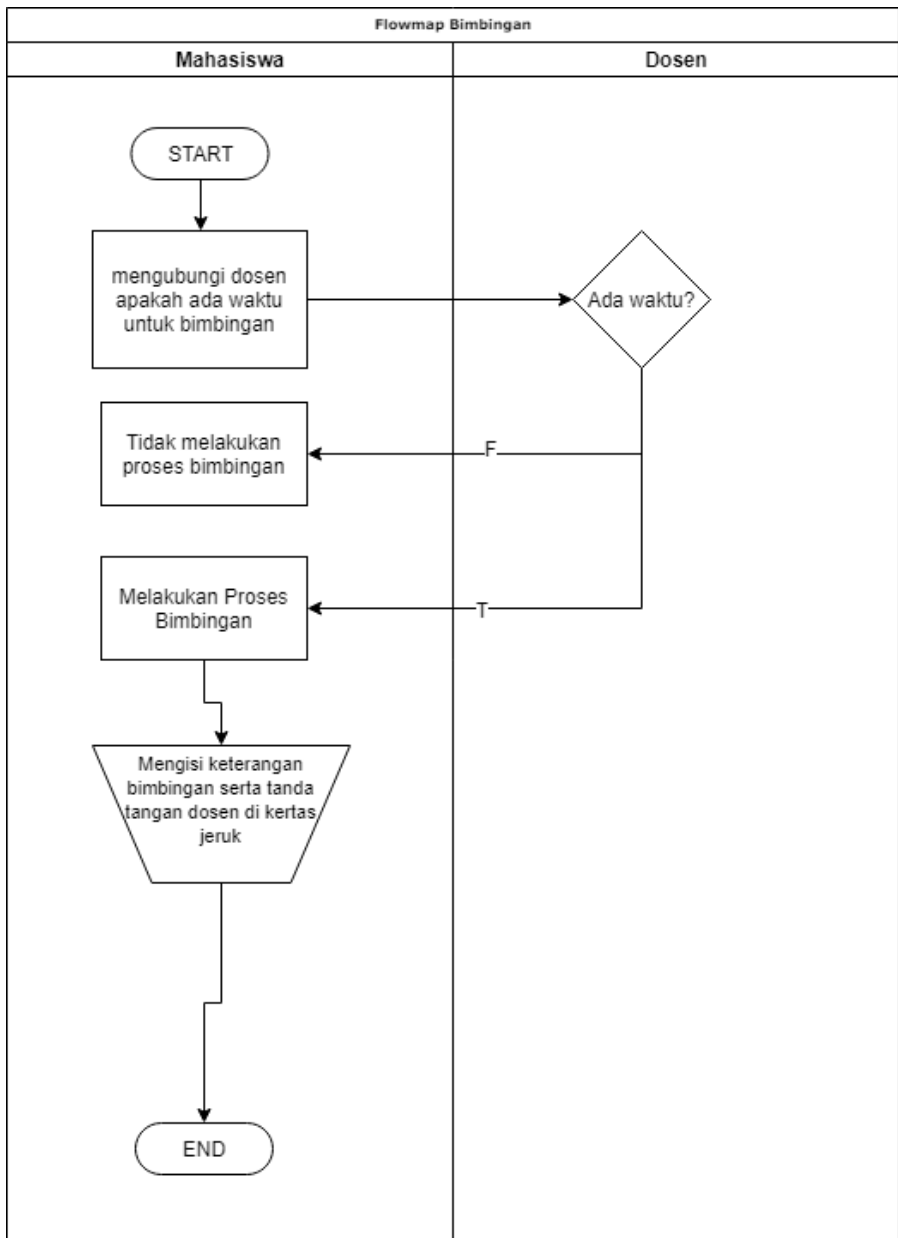 Flowmap Bimbingan
Mahasiswa
Dosen
START
mengubungi dosen
apakah ada waktu
untuk bimbingan
Ada waktu?
Tidak melakukan
proses bimbingan
F
Melakukan Proses
Bimbingan
T
Mengisi keterangan
bimbingan serta tanda
tangan dosen di kertas
jeruk
END